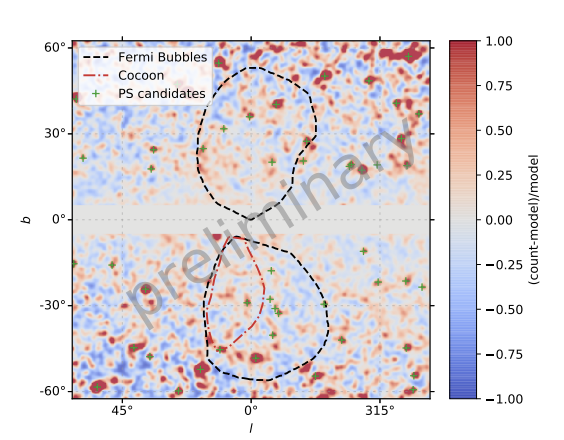 60°
30°
0°
-30°
-60°
b
45°
0°
315°
l
Fermi Bubbles
Cocoon
PS candidates
preliminary
1.00
0.75
0.50
0.25
0.00
−0.25
−0.50
−0.75
−1.00
(count-model)/model